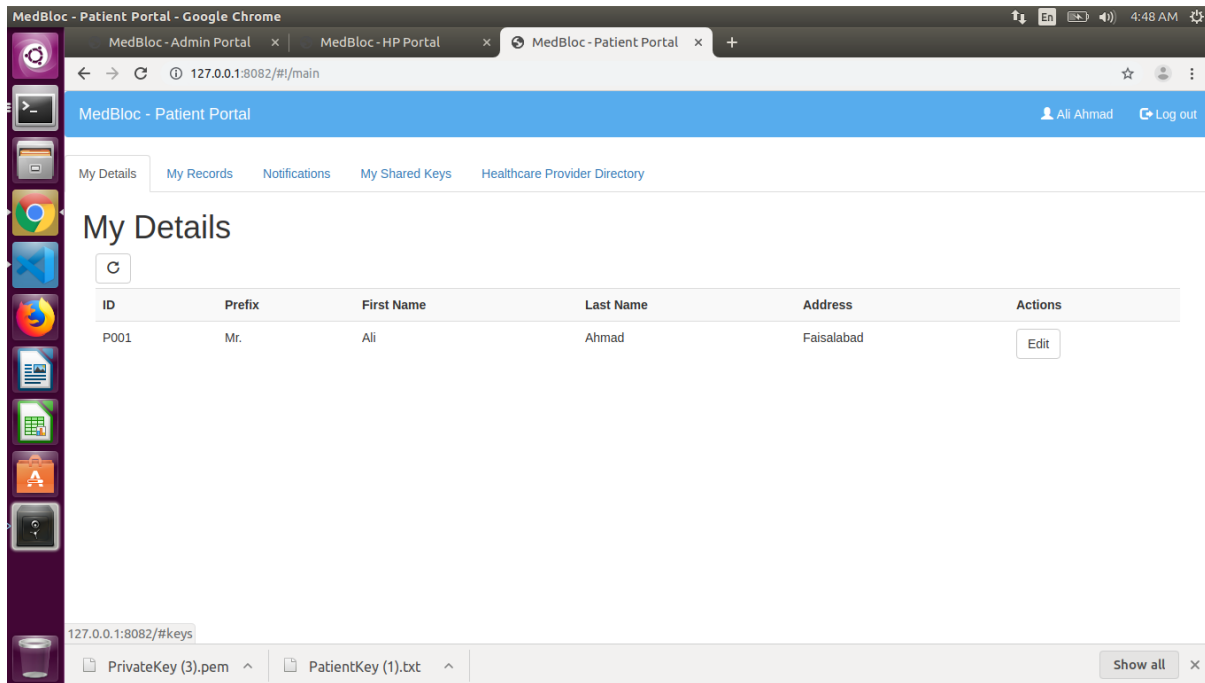 MedBloc - Patient Portal - Google Chrome En 4:48 AM
MedBloc - Admin Portal × MedBloc - HP Portal × MedBloc - Patient Portal × +
127.0.0.1:8082/#!/main
MedBloc - Patient Portal Ali Ahmad Log out
My Details My Records Notifications My Shared Keys Healthcare Provider Directory
My Details
ID Prefix First Name Last Name Address Actions
P001 Mr. Ali Ahmad Faisalabad Edit
127.0.0.1:8082/#keys
PrivateKey (3).pem PatientKey (1).txt Show all ×